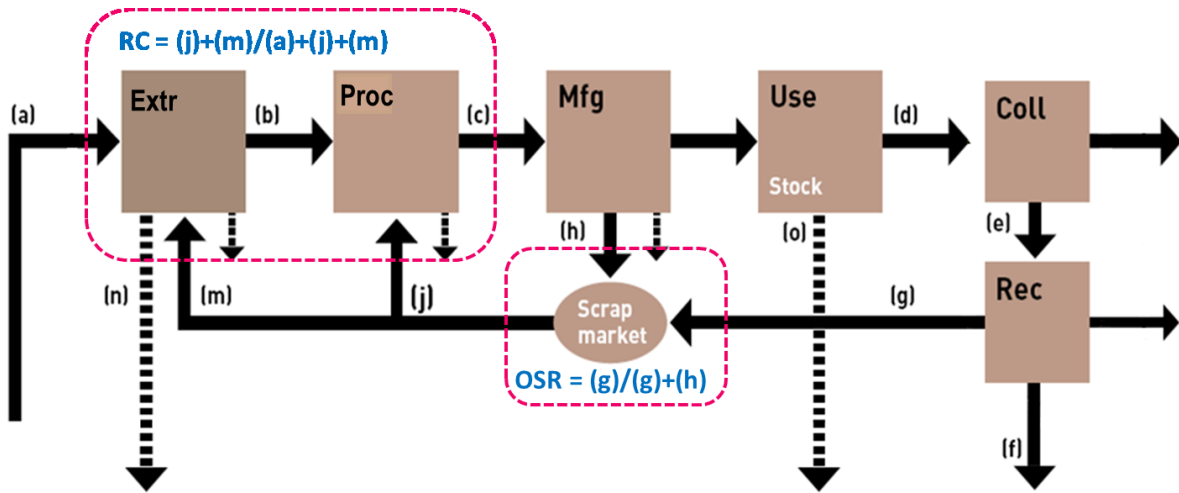 RC = (j)+(m)/(a)+(j)+(m)
Extr
Proc
Mfg
Use
Coll
(a)
(b)
(c)
(d)
Stock
(h)
(o)
(e)
(n)
(m)
(j)
Scrap
market
(g)
Rec
OSR = (g)/(g)+(h)
(f)